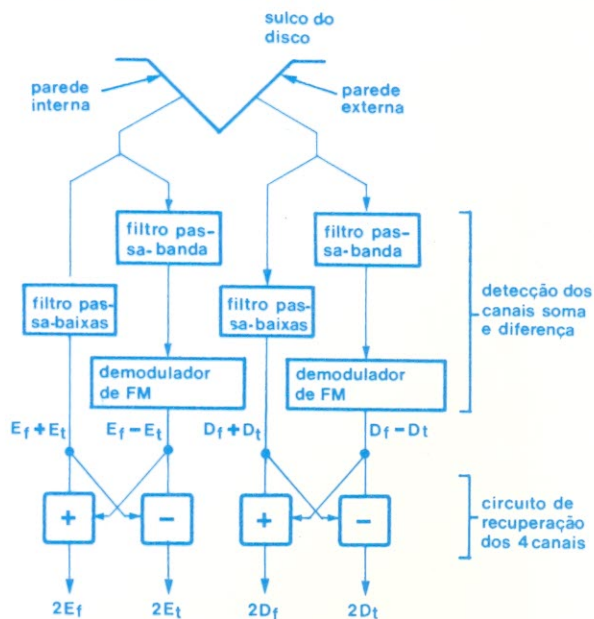 sulco do
disco
parede
interna
parede
externa
filtro pas-
sa-banda
filtro pas-
sa-banda
filtro pas-
sa-baixas
filtro pas-
sa-baixas
detecção dos
canais soma
e diferença
demodulador
de FM
demodulador
de FM
Ef + Et
Ef − Et
Df + Dt
Df − Dt
+
−
+
−
circuito de
recuperação
dos 4 canais
2Ef
2Et
2Df
2Dt